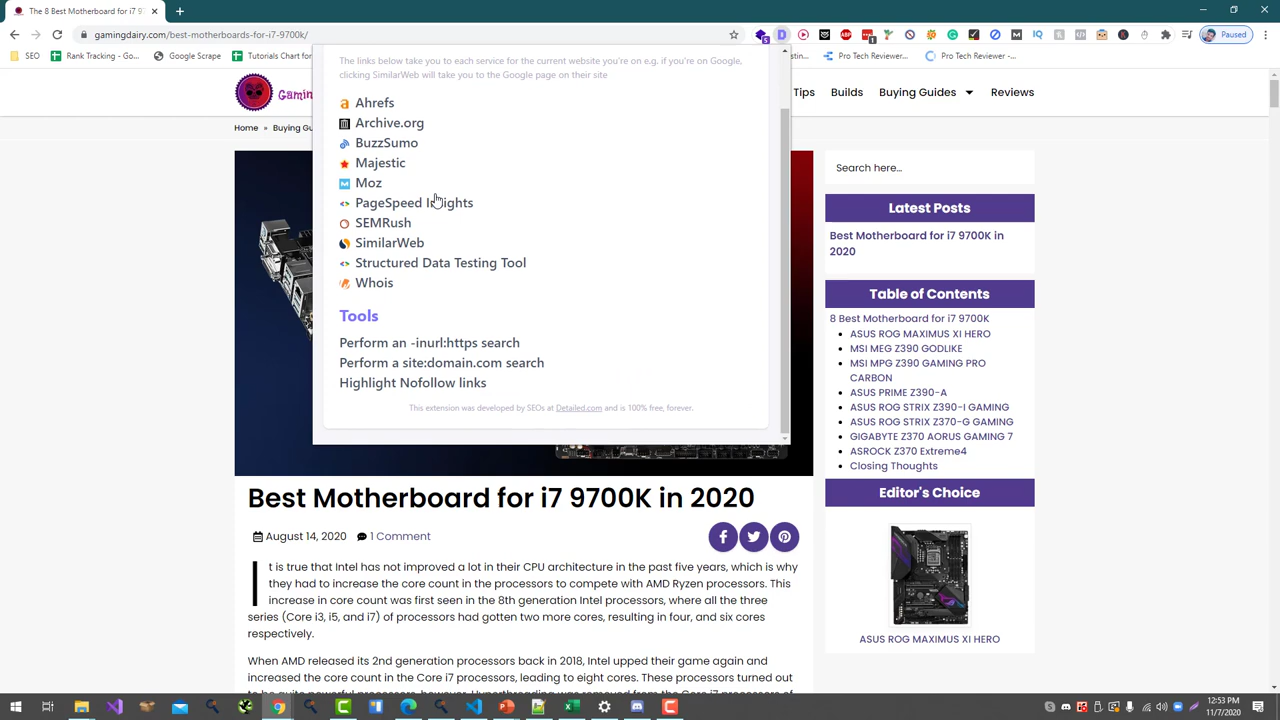 The 8 Best Motherboard for i7 97
gamingdairy.com/best-motherboards-for-i7-9700k/
Paused
SEO
Rank Tracking - GO...
Google Scrape
Tutorials Chart for...
Pro Tech Reviewer...
Pro Tech Reviewer -...
Tips
Builds
Buying Guides
Reviews
Home » Buying Gu
The links below take you to each service for the current website you're on e.g. if you're on Google,
clicking SimilarWeb will take you to the Google page on their site
Ahrefs
Archive.org
BuzzSumo
Majestic
Moz
PageSpeed Insights
SEMRush
SimilarWeb
Structured Data Testing Tool
Whois
Tools
Perform an -inurl:https search
Perform a site:domain.com search
Highlight Nofollow links
This extension was developed by SEOs at Detailed.com and is 100% free, forever.
Search here...
Latest Posts
Best Motherboard for i7 9700K in
2020
Table of Contents
8 Best Motherboard for i7 9700K
ASUS ROG MAXIMUS XI HERO
MSI MEG Z390 GODLIKE
MSI MPG Z390 GAMING PRO
CARBON
ASUS PRIME Z390-A
ASUS ROG STRIX Z390-I GAMING
ASUS ROG STRIX Z370-G GAMING
GIGABYTE Z370 AORUS GAMING 7
ASROCK Z370 Extreme4
Closing Thoughts
Editor's Choice
ASUS ROG MAXIMUS XI HERO
Best Motherboard for i7 9700K in 2020
August 14, 2020 1 Comment
It is true that Intel has not improved a lot in their CPU architecture in the past five years, which is why
they had to increase the core count in the processors to compete with AMD Ryzen processors. This
increase in core count was first seen in the 8th generation Intel processors, where all the three
series (Core i3, i5, and i7) of processors had gotten two more cores, resulting in four, and six cores
respectively.
When AMD released its 2nd generation processors back in 2018, Intel upped their game again and
increased the core count in the Core i7 processors, leading to eight cores. These processors turned out
12:53 PM
11/7/2020